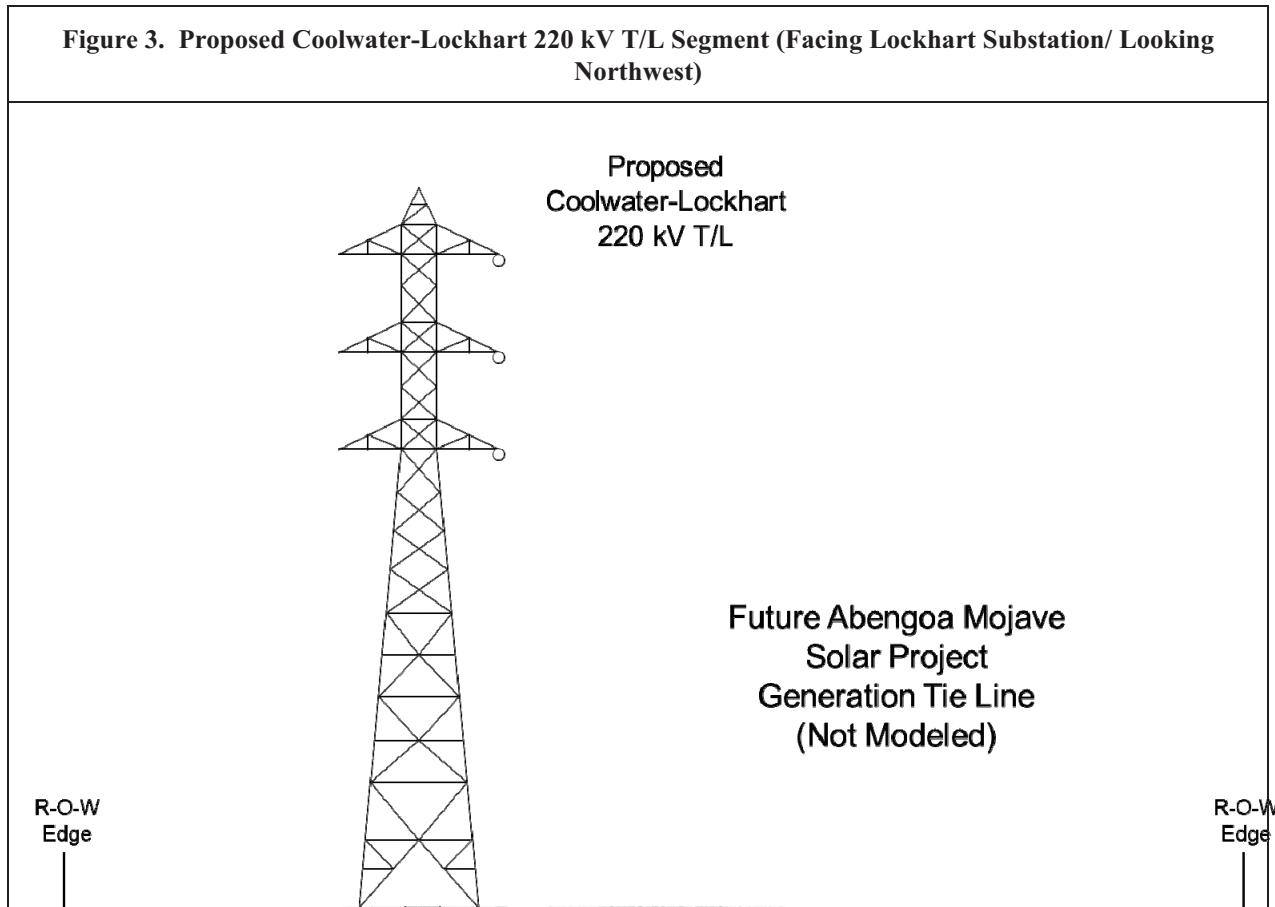 Figure 3. Proposed Coolwater-Lockhart 220 kV T/L Segment (Facing Lockhart Substation/ Looking
Northwest)
Proposed
Coolwater-Lockhart
220 kV T/L
Future Abengoa Mojave
Solar Project
Generation Tie Line
(Not Modeled)
R-O-W
Edge
R-O-W
Edge